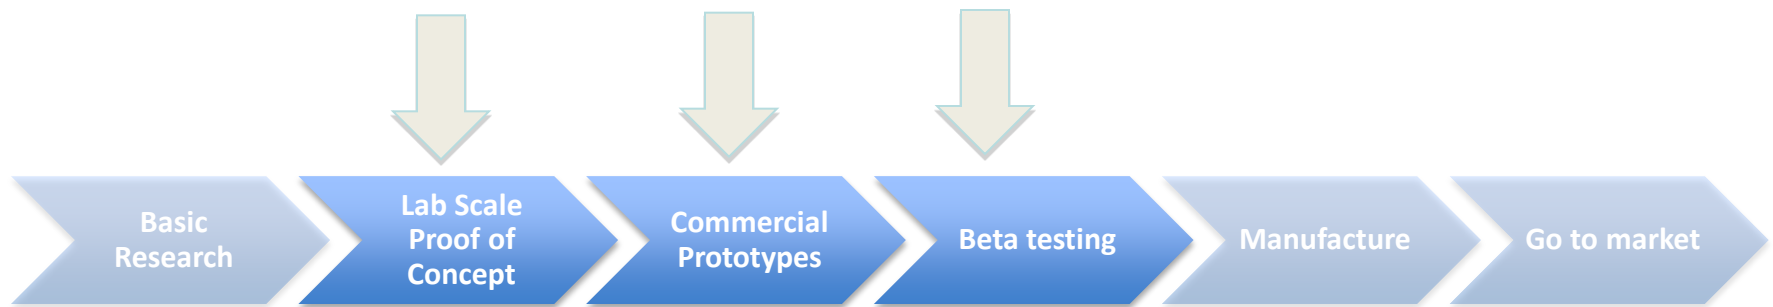 Basic
Research
Lab Scale
Proof of
Concept
Commercial
Prototypes
Beta testing
Manufacture
Go to market